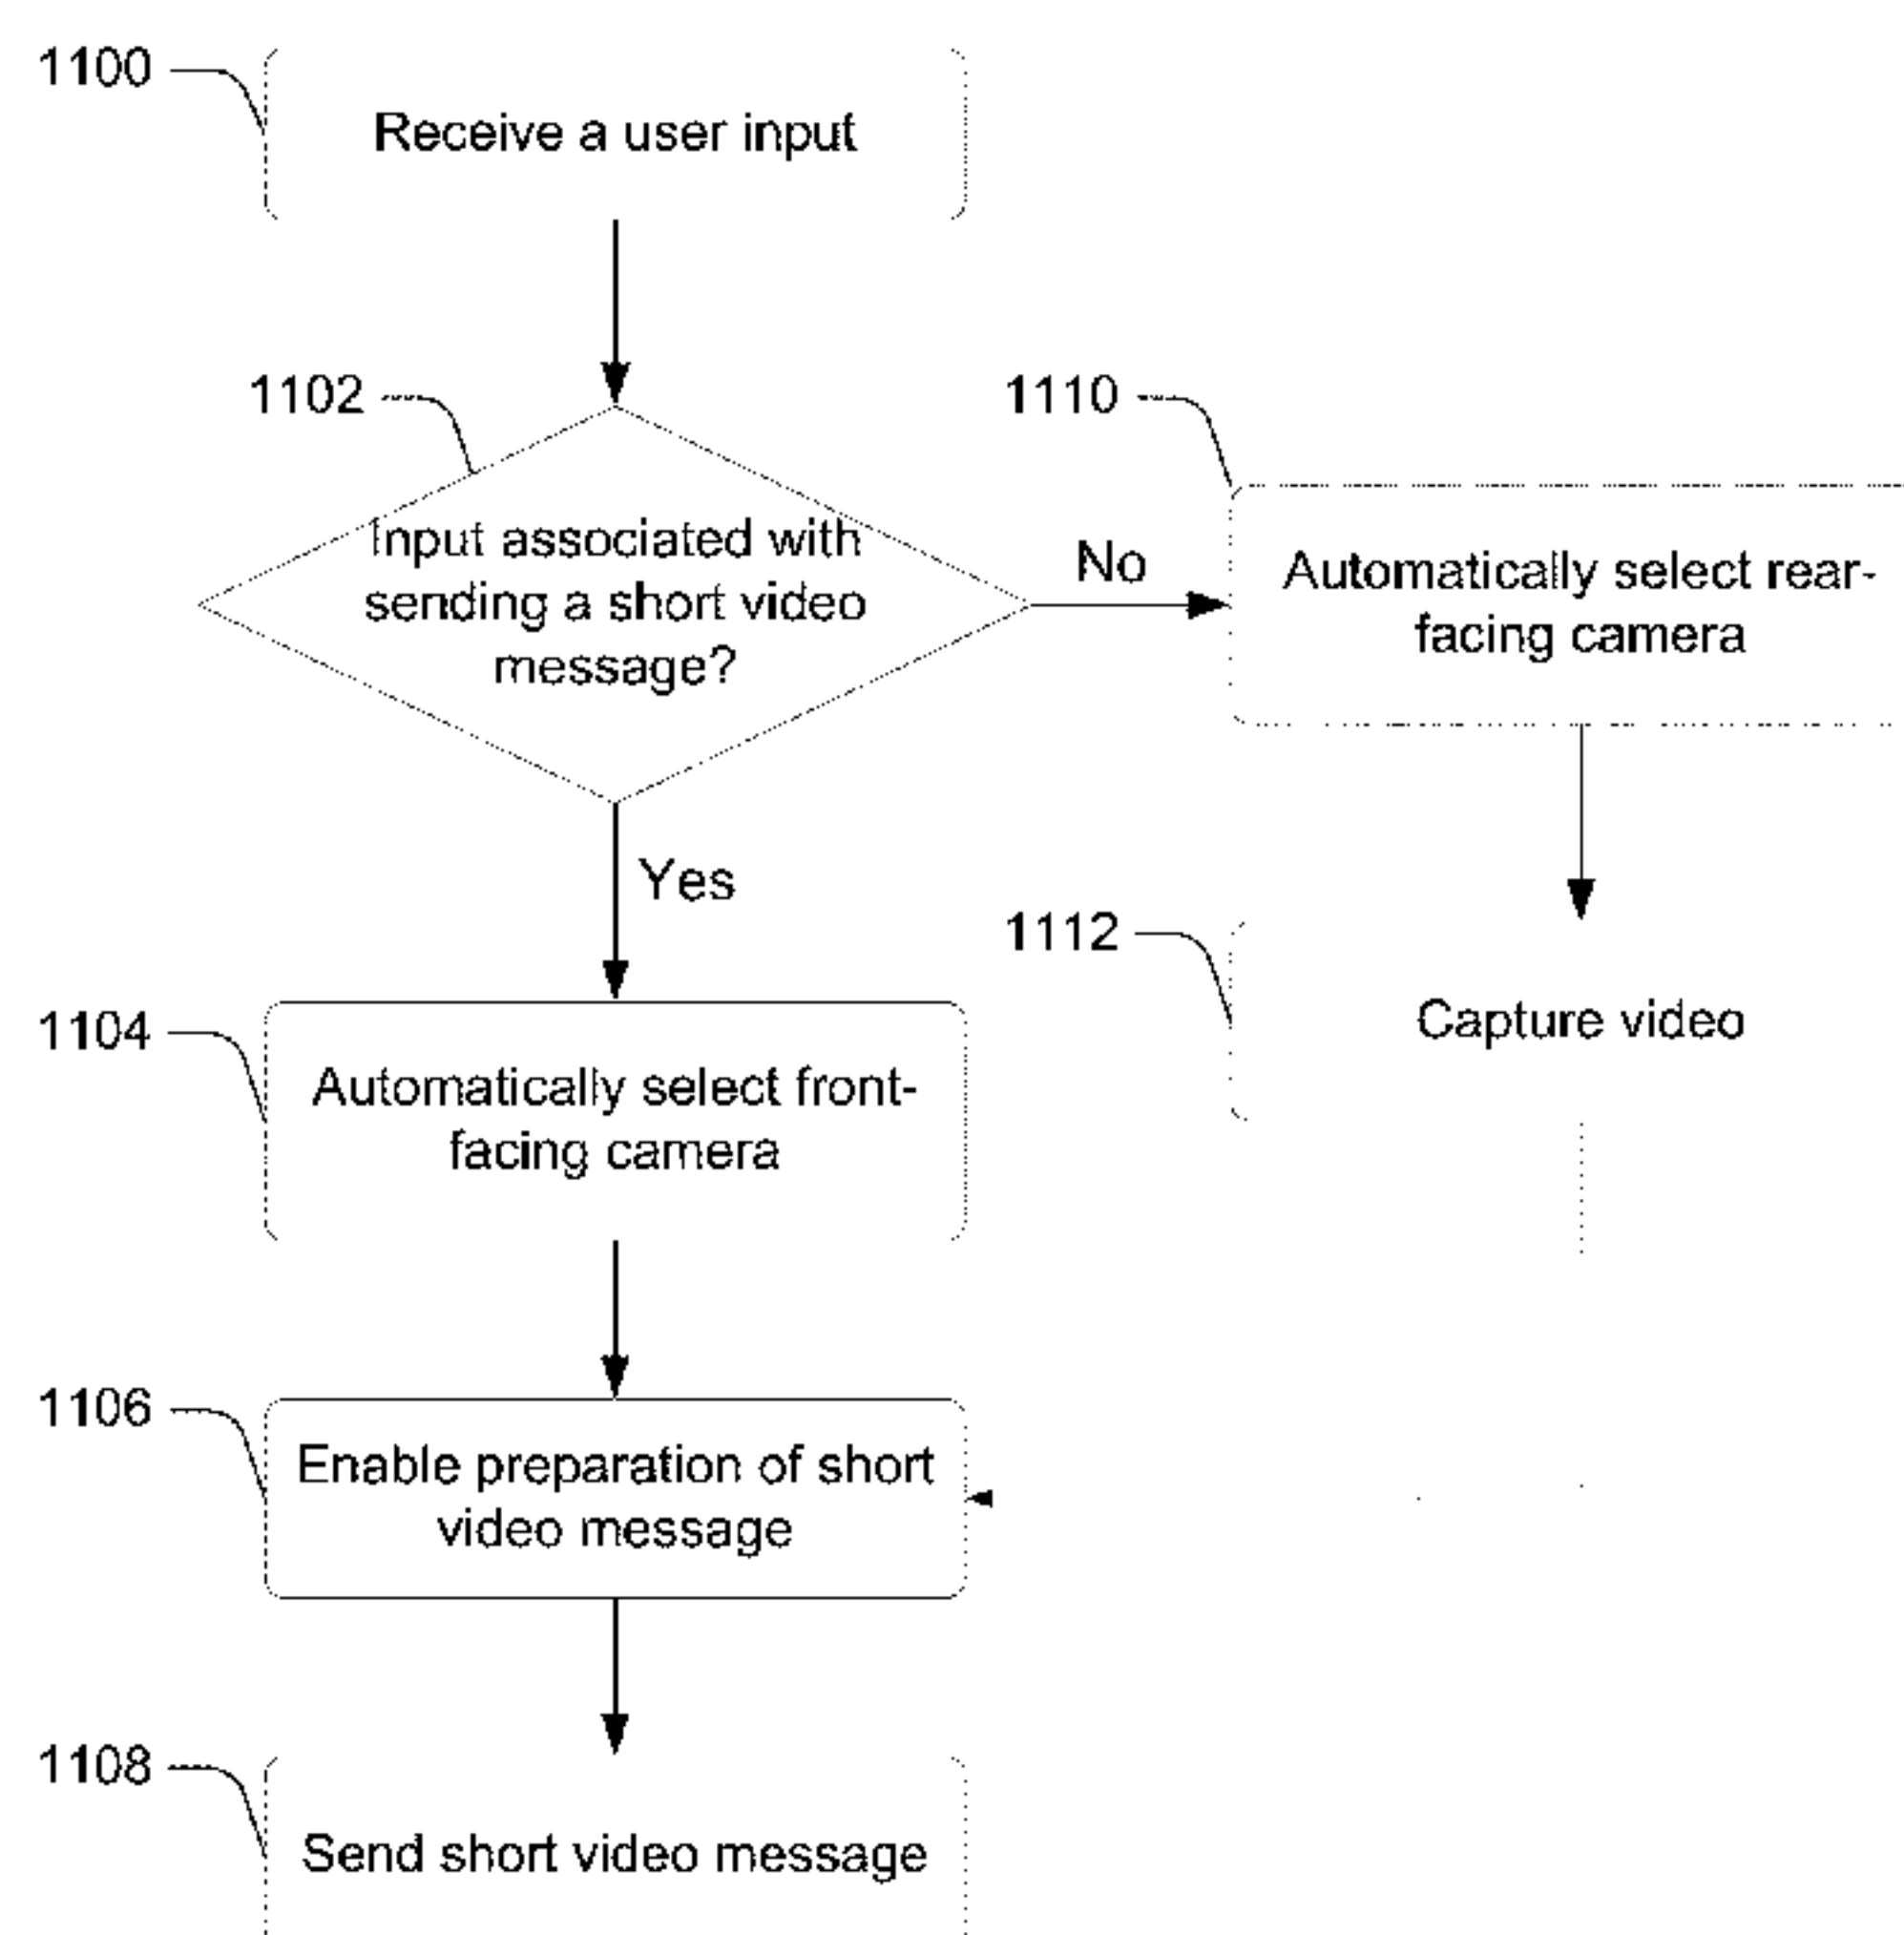 1100
Receive a user input
1102
Input associated with
sending a short video
message?
No
1110
Automatically select rear-
facing camera
Yes
1112
Capture video
1104
Automatically select front-
facing camera
1106
Enable preparation of short
video message
1108
Send short video message